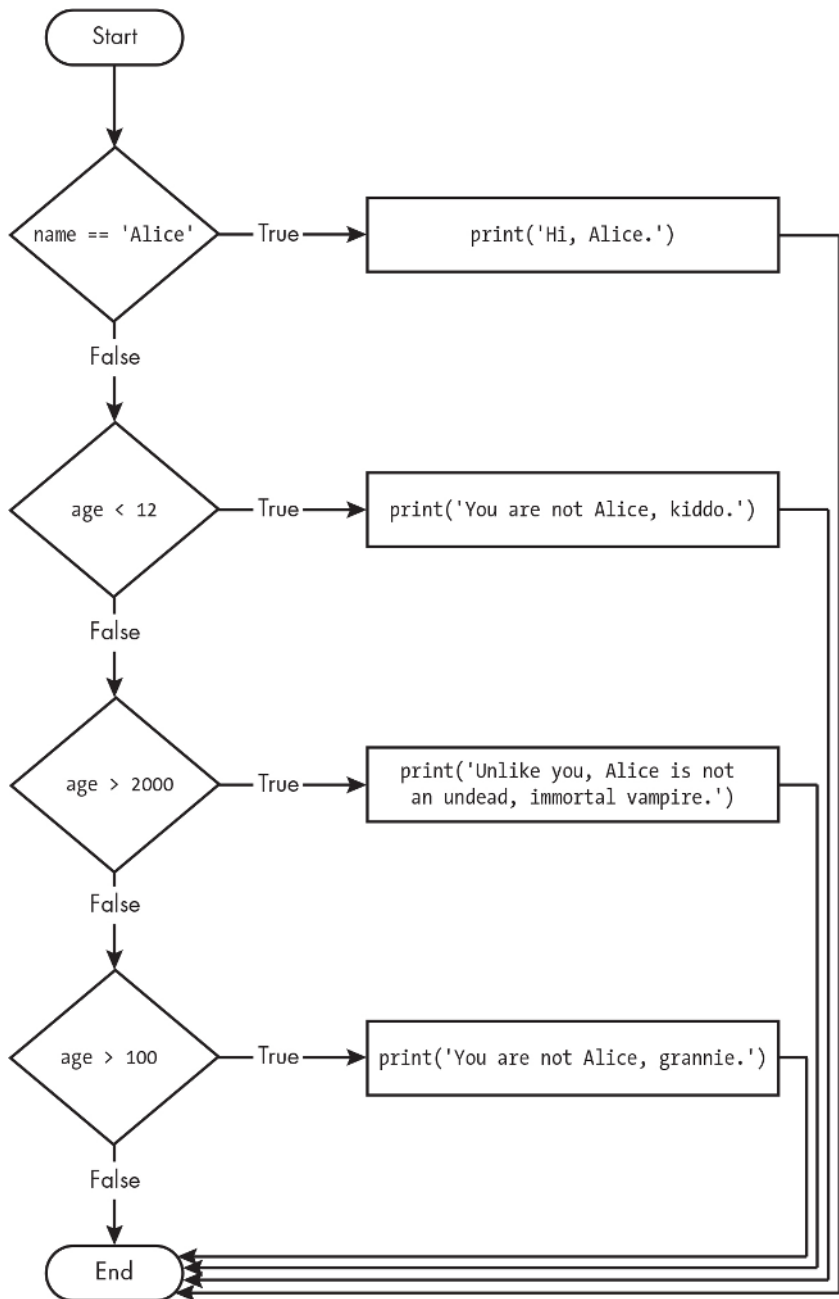 Start
name == 'Alice'
True
print('Hi, Alice.')
False
age < 12
True
print('You are not Alice, kiddo.')
False
age > 2000
True
print('Unlike you, Alice is not
an undead, immortal vampire.')
False
age > 100
True
print('You are not Alice, grannie.')
False
End